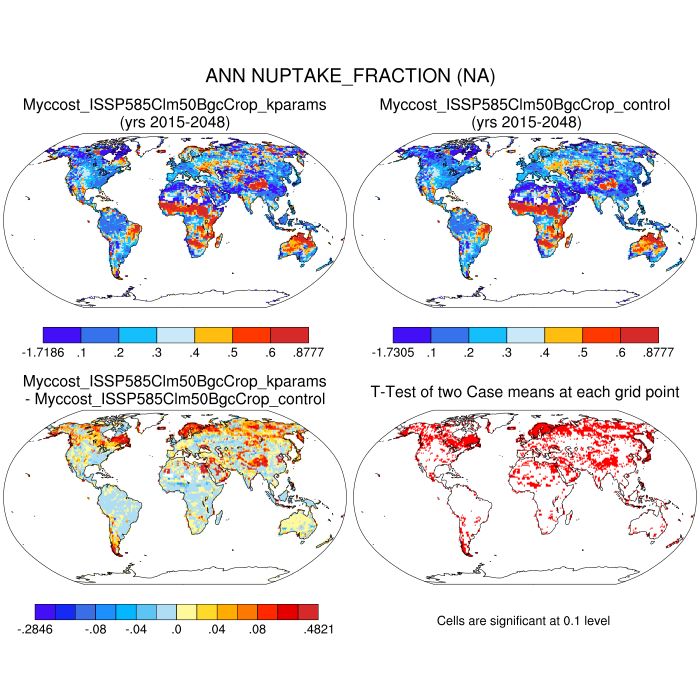 ANN NUPTAKE_FRACTION (NA)
Myccost_ISSP585Clm50BgcCrop_kparams
(yrs 2015-2048)
Myccost_ISSP585Clm50BgcCrop_control
(yrs 2015-2048)
-1.7186 .1 .2 .3 .4 .5 .6 .8777
-1.7305 .1 .2 .3 .4 .5 .6 .8777
Myccost_ISSP585Clm50BgcCrop_kparams
- Myccost_ISSP585Clm50BgcCrop_control
T-Test of two Case means at each grid point
-.2846 -.08 -.04 .0 .04 .08 .4821
Cells are significant at 0.1 level